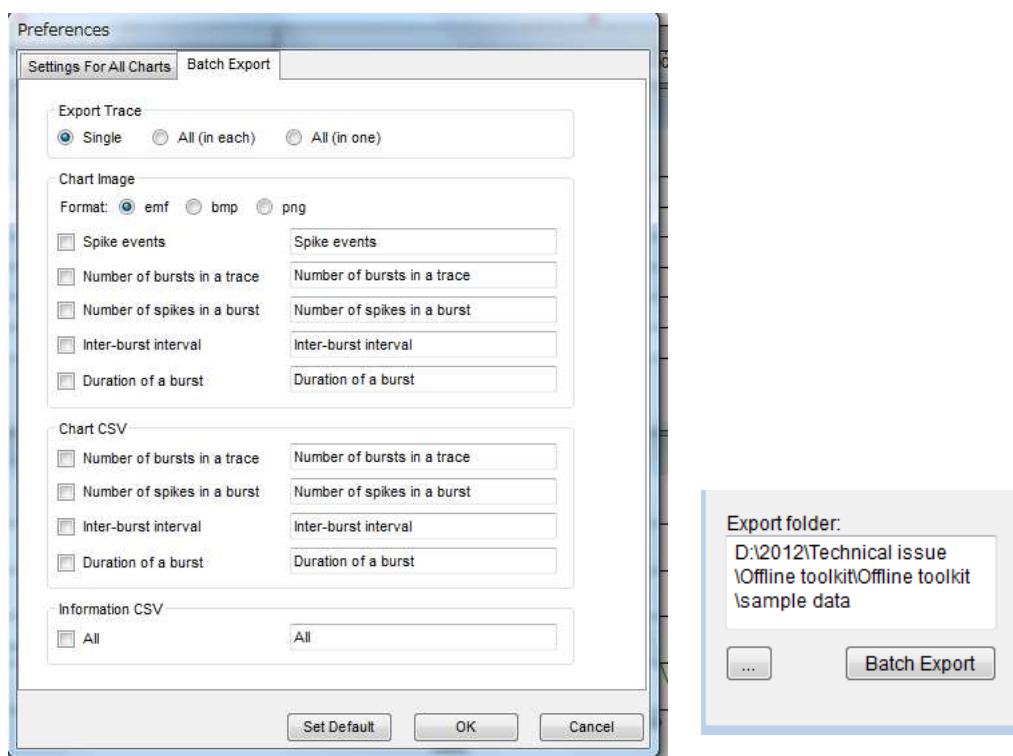 Preferences
Settings For All Charts Batch Export
Export Trace
Single All (in each) All (in one)
Chart Image
Format: emf bmp png
Spike events Spike events
Number of bursts in a trace Number of bursts in a trace
Number of spikes in a burst Number of spikes in a burst
Inter-burst interval Inter-burst interval
Duration of a burst Duration of a burst
Chart CSV
Number of bursts in a trace Number of bursts in a trace
Number of spikes in a burst Number of spikes in a burst
Inter-burst interval Inter-burst interval
Duration of a burst Duration of a burst
Information CSV
All All
Set Default OK Cancel
Export folder:
D:\2012\Technical issue
\Offline toolkit\Offline toolkit
\sample data
... Batch Export